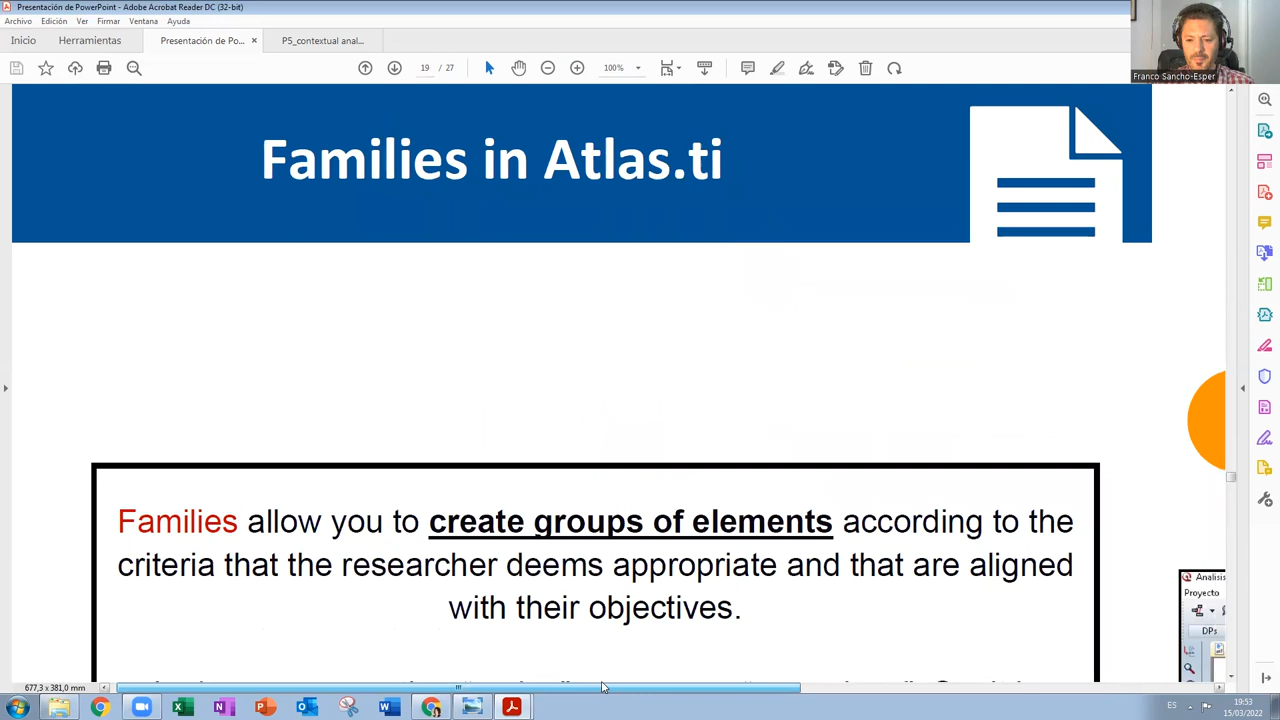 Presentación de PowerPoint - Adobe Acrobat Reader DC (32-bit)
Archivo Edición Ver Firmar Ventana Ayuda
Inicio Herramientas Presentación de Po... × P5_contextual anal...
19 / 27 100%
Franco Sancho-Esper
Families in Atlas.ti
Families allow you to create groups of elements according to the
criteria that the researcher deems appropriate and that are aligned
with their objectives.
Analisis
Proyecto
DPs
677,3 x 381,0 mm
ES
19:53
15/03/2022